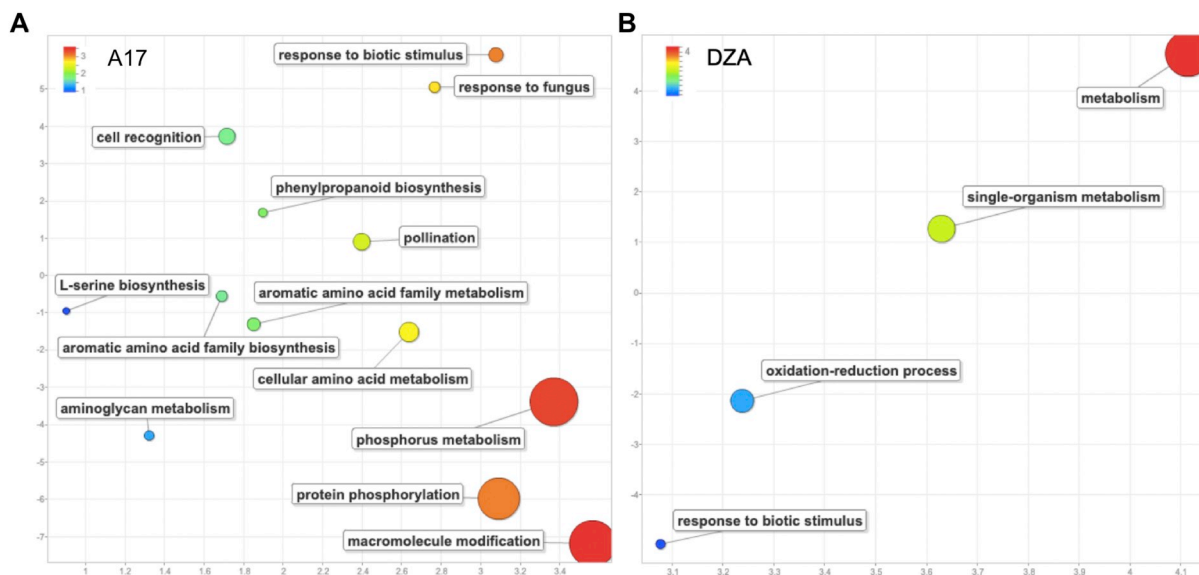 A
A17
3
2
1
response to biotic stimulus
response to fungus
cell recognition
phenylpropanoid biosynthesis
pollination
L-serine biosynthesis
aromatic amino acid family metabolism
aromatic amino acid family biosynthesis
cellular amino acid metabolism
aminoglycan metabolism
phosphorus metabolism
protein phosphorylation
macromolecule modification
5
4
3
2
1
0
-1
-2
-3
-4
-5
-6
-7
1 1.2 1.4 1.6 1.8 2 2.2 2.4 2.6 2.8 3 3.2 3.4
B
DZA
4
metabolism
single-organism metabolism
oxidation-reduction process
response to biotic stimulus
4
3
2
1
0
-1
-2
-3
-4
3.1 3.2 3.3 3.4 3.5 3.6 3.7 3.8 3.9 4 4.1